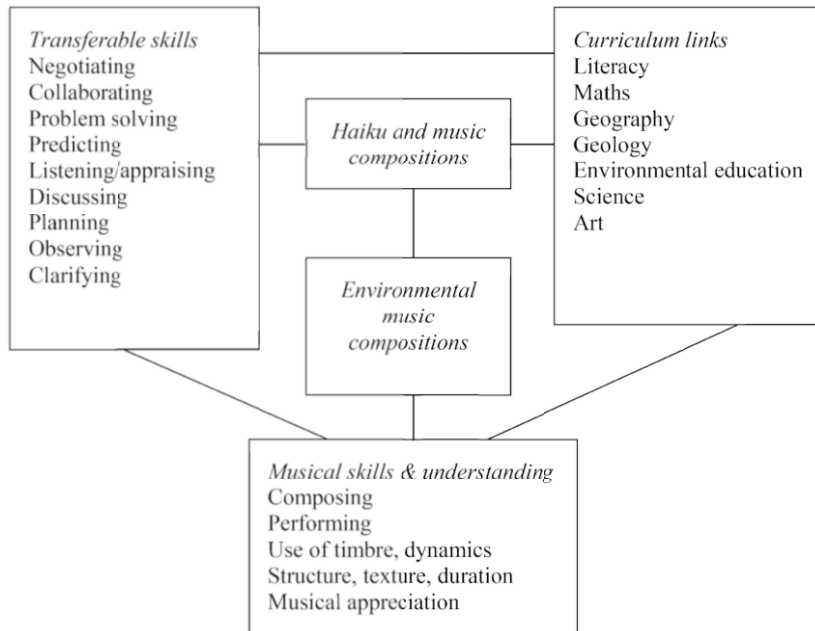 Transferable skills
Negotiating
Collaborating
Problem solving
Predicting
Listening/appraising
Discussing
Planning
Observing
Clarifying
Haiku and music
compositions
Environmental
music
compositions
Curriculum links
Literacy
Maths
Geography
Geology
Environmental education
Science
Art
Musical skills & understanding
Composing
Performing
Use of timbre, dynamics
Structure, texture, duration
Musical appreciation